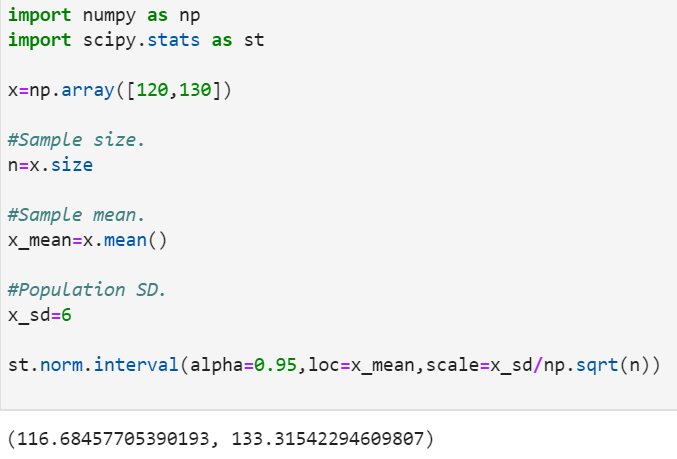 import numpy as np
import scipy.stats as st
x=np.array([120,130])
#Sample size.
n=x.size
#Sample mean.
x_mean=x.mean()
#Population SD.
x_sd=6
st.norm.interval(alpha=0.95,loc=x_mean,scale=x_sd/np.sqrt(n))
(116.68457705390193, 133.31542294609807)